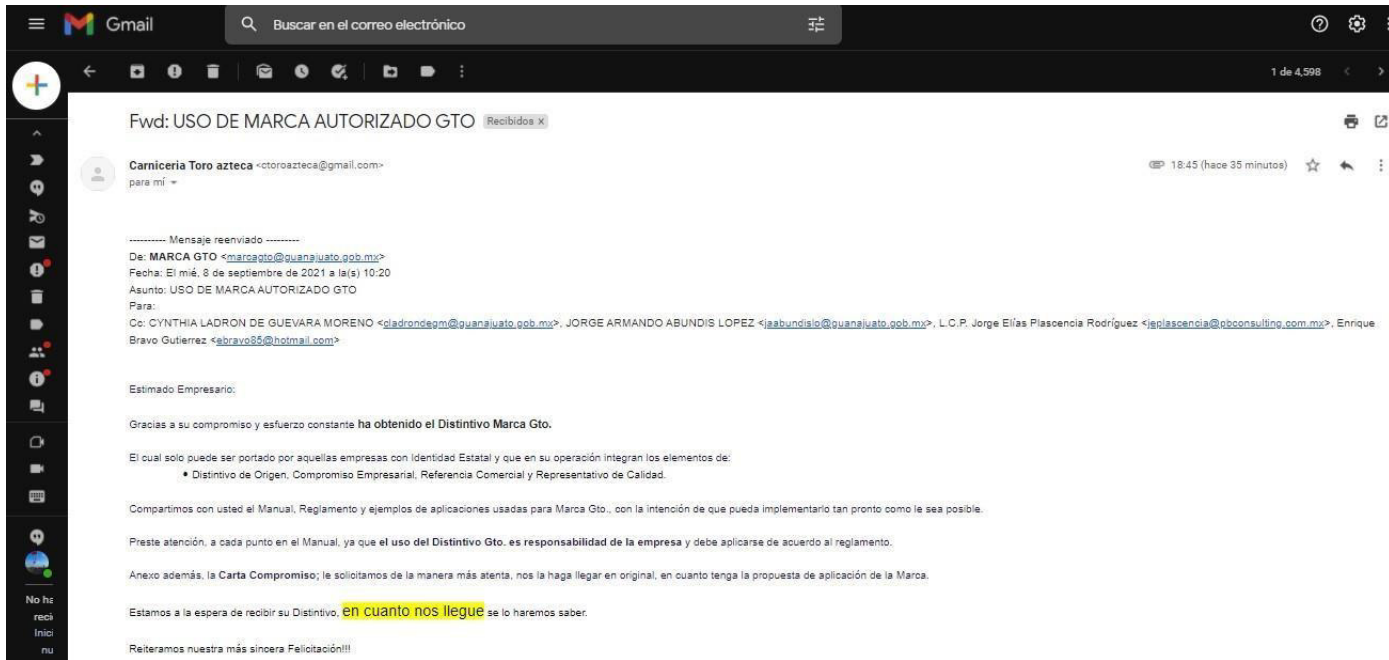 Gmail
Buscar en el correo electrónico
1 de 4,598
Fwd: USO DE MARCA AUTORIZADO GTO Recibidos x
Carniceria Toro azteca <ctoroazteca@gmail.com>
18:45 (hace 35 minutos)
para mí
---------- Mensaje reenviado ---------
De: MARCA GTO <marcagto@guanajuato.gob.mx>
Fecha: El mié, 8 de septiembre de 2021 a la(s) 10:20
Asunto: USO DE MARCA AUTORIZADO GTO
Para:
Cc: CYNTHIA LADRON DE GUEVARA MORENO <cladrondegm@guanajuato.gob.mx>, JORGE ARMANDO ABUNDIS LOPEZ <jaabundislo@guanajuato.gob.mx>, L.C.P. Jorge Elías Plascencia Rodríguez <jeplascencia@pbconsulting.com.mx>, Enrique
Bravo Gutierrez <ebravo85@hotmail.com>
Estimado Empresario:
Gracias a su compromiso y esfuerzo constante ha obtenido el Distintivo Marca Gto.
El cual solo puede ser portado por aquellas empresas con Identidad Estatal y que en su operación integran los elementos de:
• Distintivo de Origen, Compromiso Empresarial, Referencia Comercial y Representativo de Calidad.
Compartimos con usted el Manual, Reglamento y ejemplos de aplicaciones usadas para Marca Gto., con la intención de que pueda implementarlo tan pronto como le sea posible.
Preste atención, a cada punto en el Manual, ya que el uso del Distintivo Gto. es responsabilidad de la empresa y debe aplicarse de acuerdo al reglamento.
Anexo además, la Carta Compromiso; le solicitamos de la manera más atenta, nos la haga llegar en original, en cuanto tenga la propuesta de aplicación de la Marca.
Estamos a la espera de recibir su Distintivo, en cuanto nos llegue se lo haremos saber.
Reiteramos nuestra más sincera Felicitación!!!
No ha
reci
Inici
nu